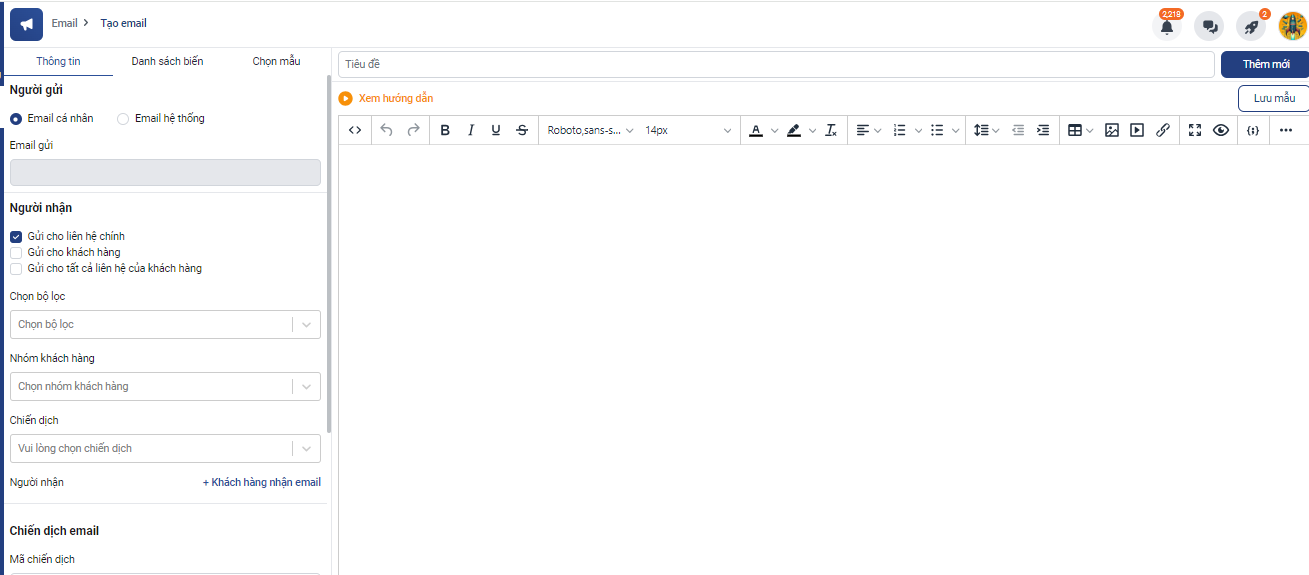 Email > Tạo email
2,218
2
Thông tin
Danh sách biến
Chọn mẫu
Tiêu đề
Thêm mới
Người gửi
Xem hướng dẫn
Lưu mẫu
Email cá nhân
Email hệ thống
B I U S Roboto,sans-s... 14px A
Email gửi
Người nhận
Gửi cho liên hệ chính
Gửi cho khách hàng
Gửi cho tất cả liên hệ của khách hàng
Chọn bộ lọc
Chọn bộ lọc
Nhóm khách hàng
Chọn nhóm khách hàng
Chiến dịch
Vui lòng chọn chiến dịch
Người nhận
+ Khách hàng nhận email
Chiến dịch email
Mã chiến dịch